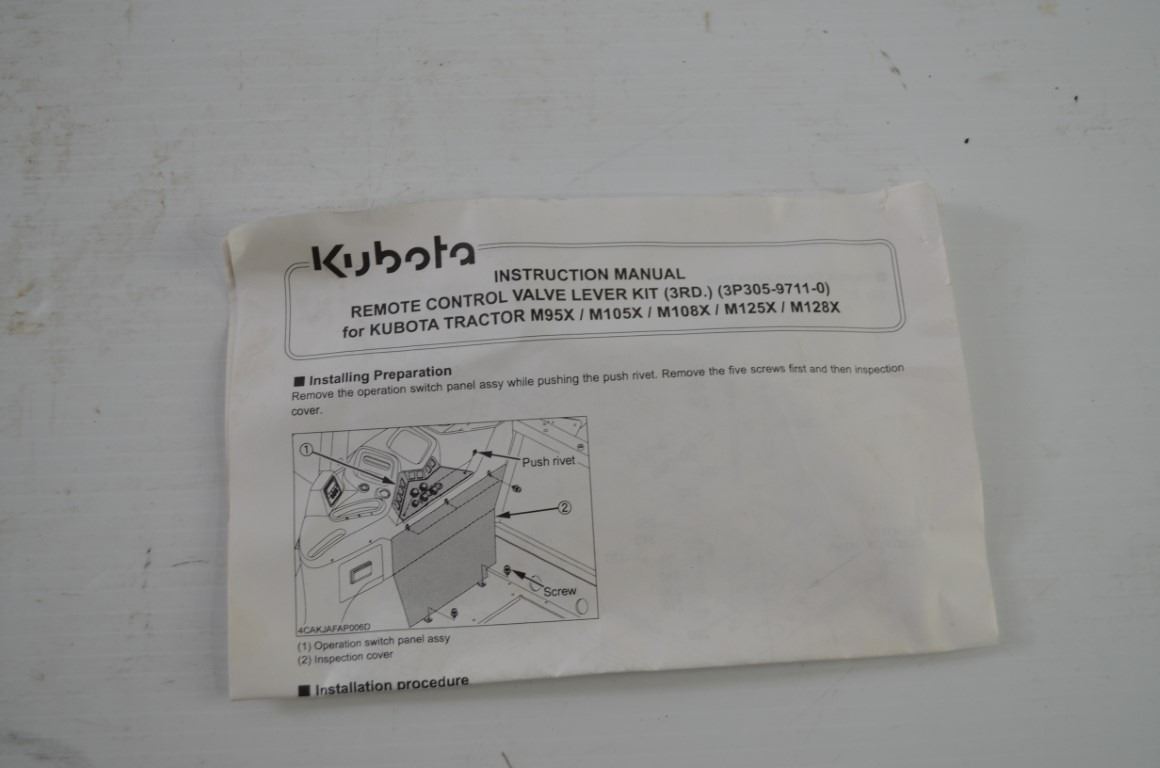 Kubota
INSTRUCTION MANUAL
REMOTE CONTROL VALVE LEVER KIT (3RD.) (3P305-9711-0)
for KUBOTA TRACTOR M95X / M105X / M108X / M125X / M128X
■ Installing Preparation
Remove the operation switch panel assy while pushing the push rivet. Remove the five screws first and then inspection
cover.
①
Push rivet
②
Screw
4CAKJAFAP006D
(1) Operation switch panel assy
(2) Inspection cover
■ Installation procedure